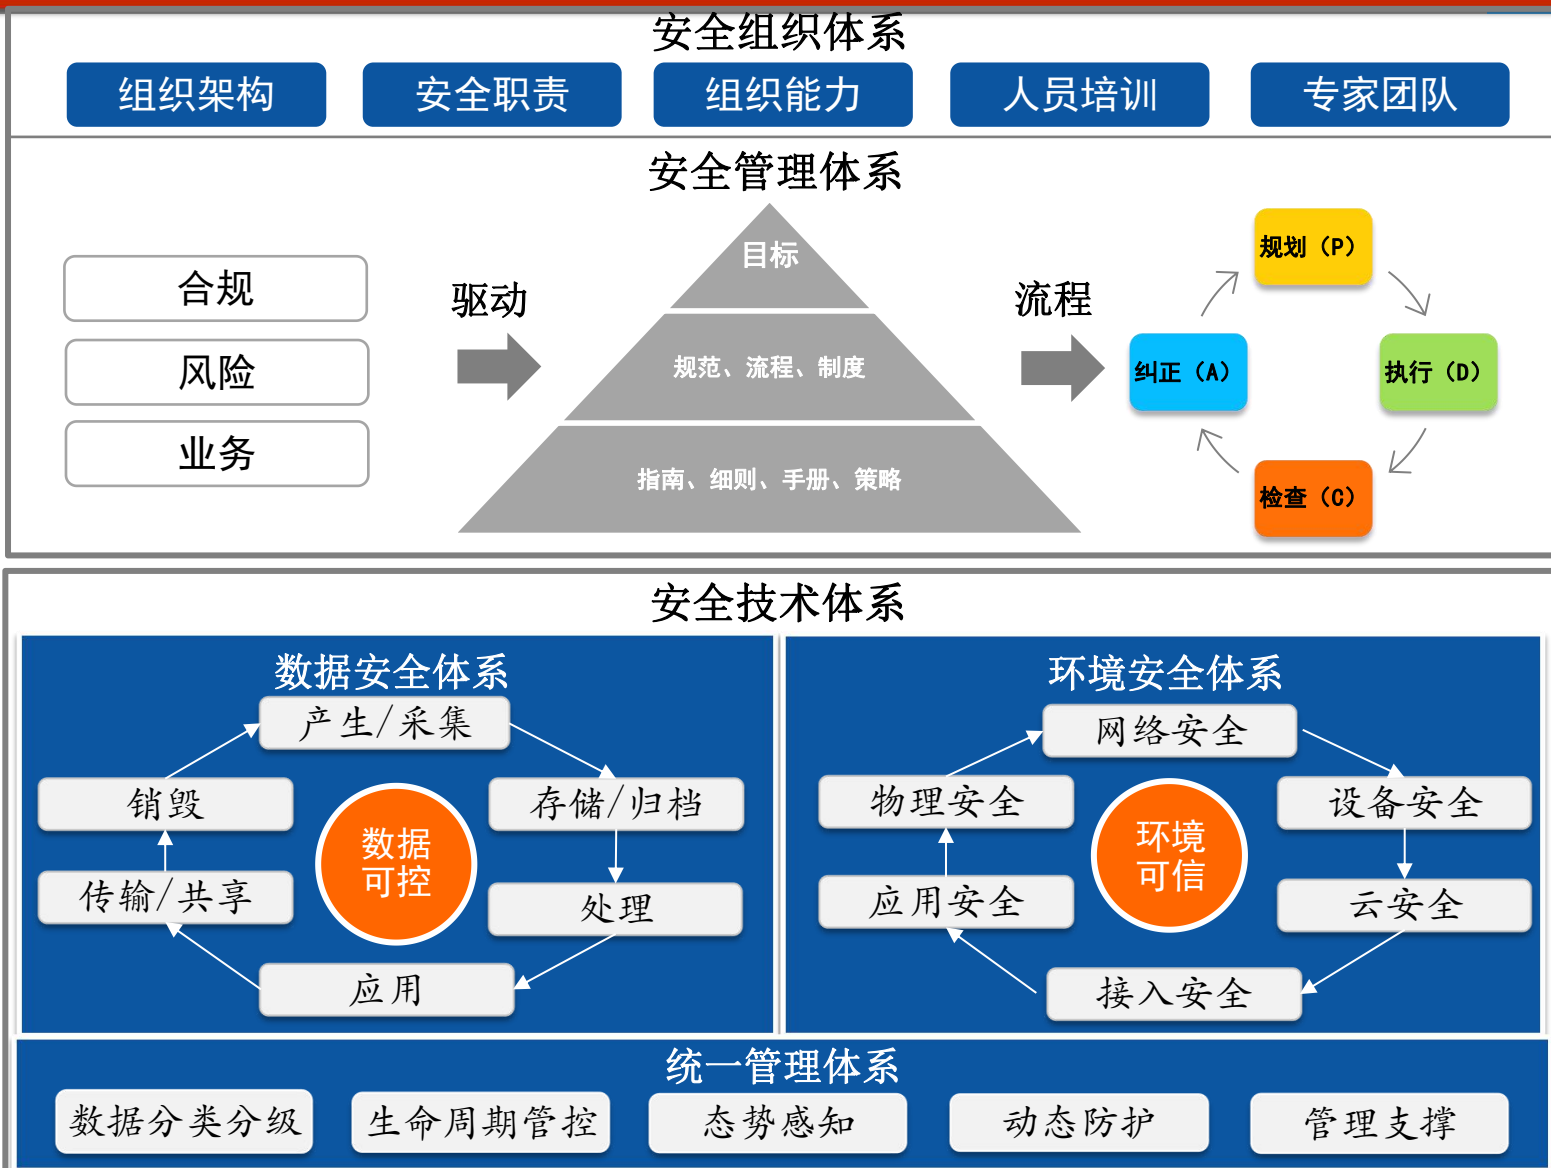 安全组织体系
组织架构
安全职责
组织能力
人员培训
专家团队
安全管理体系
合规
风险
业务
驱动
目标
规范、流程、制度
指南、细则、手册、策略
流程
规划（P）
执行（D）
检查（C）
纠正（A）
安全技术体系
数据安全体系
产生/采集
存储/归档
处理
应用
传输/共享
销毁
数据
可控
环境安全体系
网络安全
设备安全
云安全
接入安全
应用安全
物理安全
环境
可信
统一管理体系
数据分类分级
生命周期管控
态势感知
动态防护
管理支撑